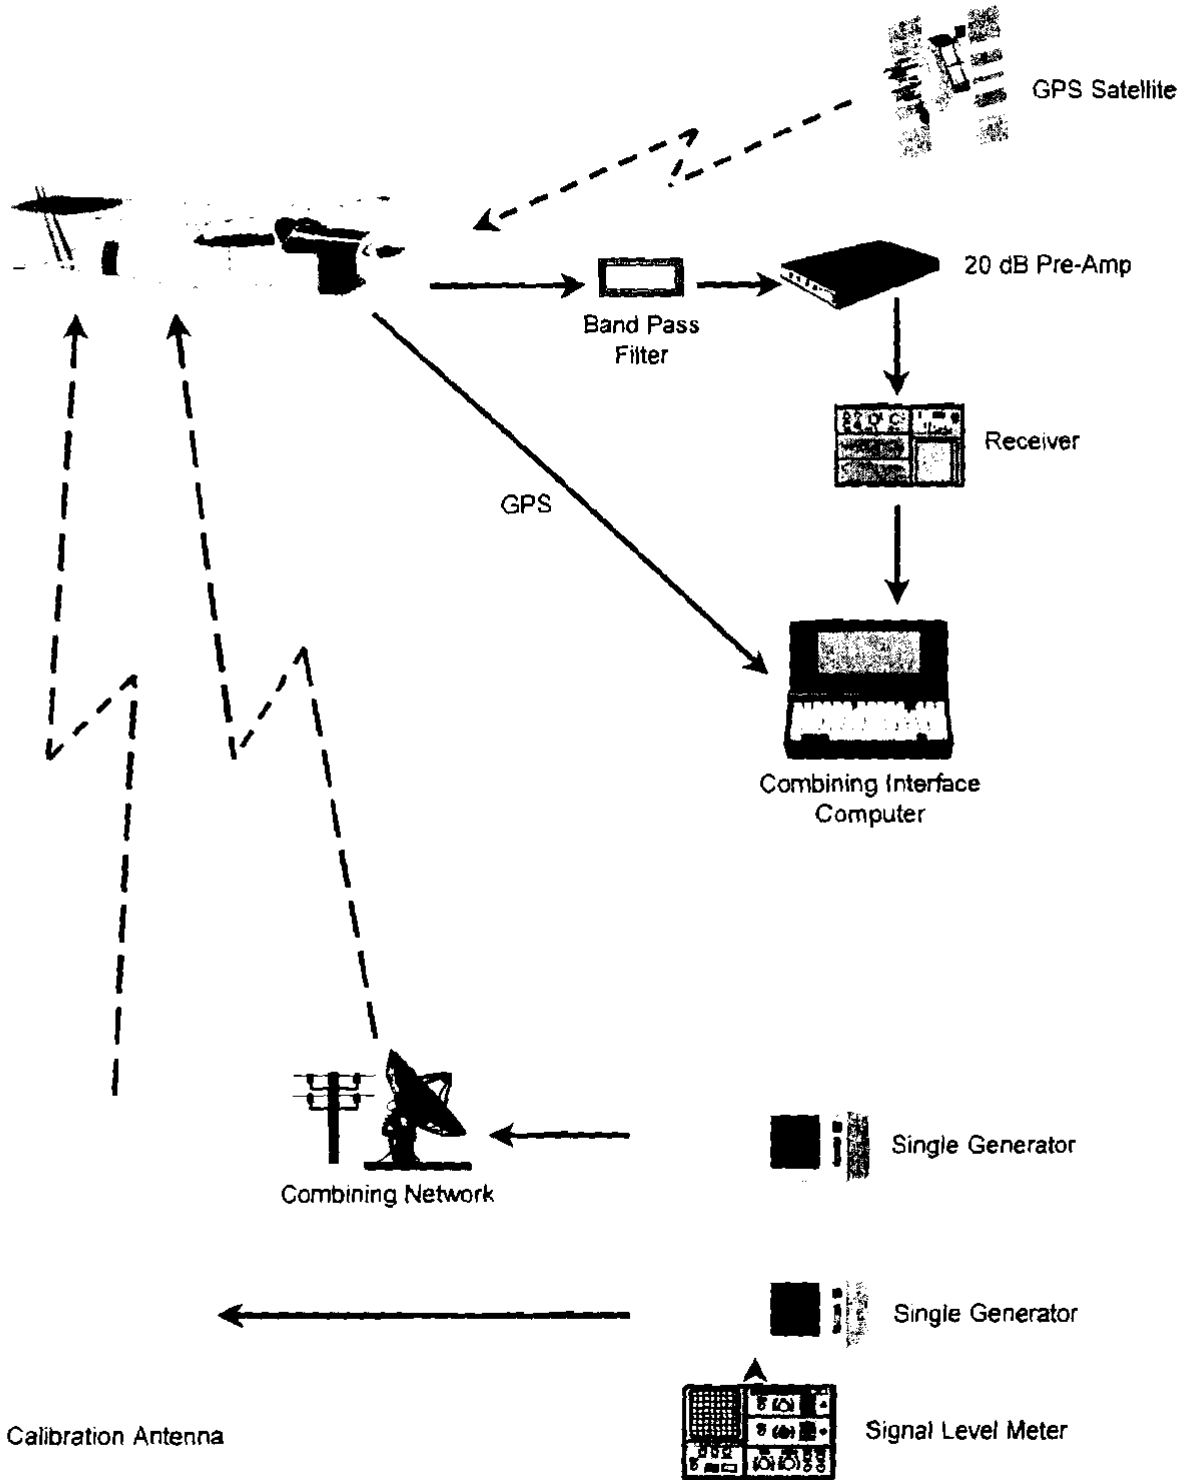 GPS Satellite
20 dB Pre-Amp
Band Pass
Filter
Receiver
GPS
Combining Interface
Computer
Single Generator
Combining Network
Single Generator
Signal Level Meter
Calibration Antenna